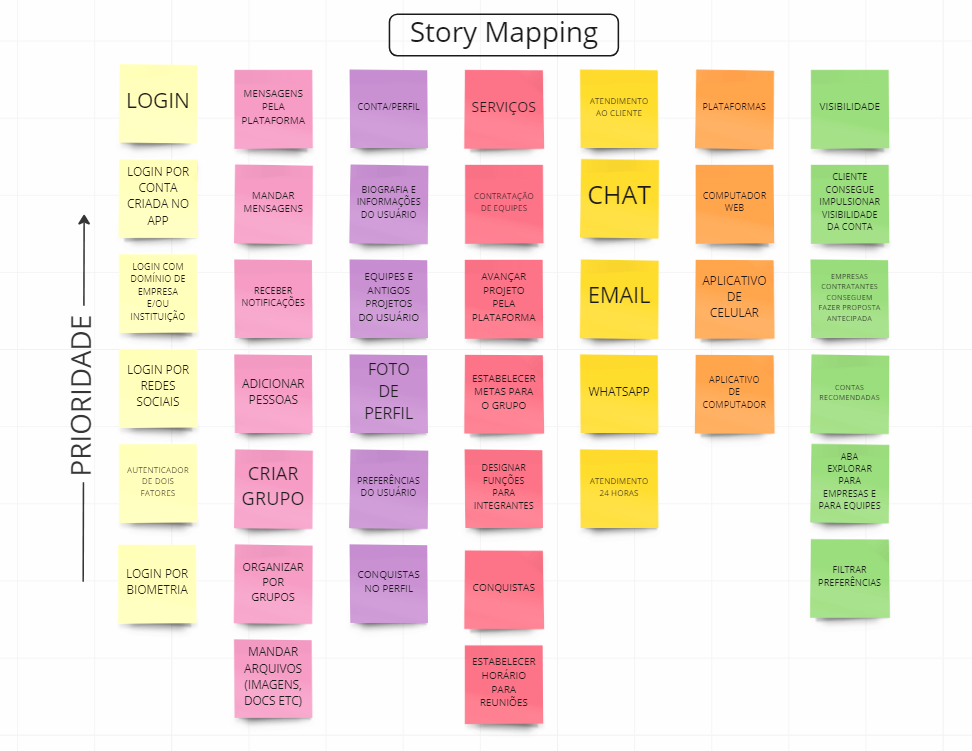 Story Mapping
PRIORIDADE
LOGIN
LOGIN POR
CONTA
CRIADA NO
APP
LOGIN COM
DOMÍNIO DE
EMPRESA
E/OU
INSTITUIÇÃO
LOGIN POR
REDES
SOCIAIS
AUTENTICADOR
DE DOIS
FATORES
LOGIN POR
BIOMETRIA
MENSAGENS
PELA
PLATAFORMA
MANDAR
MENSAGENS
RECEBER
NOTIFICAÇÕES
ADICIONAR
PESSOAS
CRIAR
GRUPO
ORGANIZAR
POR
GRUPOS
MANDAR
ARQUIVOS
(IMAGENS,
DOCS ETC)
CONTA/PERFIL
BIOGRAFIA E
INFORMAÇÕES
DO USUÁRIO
EQUIPES E
ANTIGOS
PROJETOS
DO USUÁRIO
FOTO
DE
PERFIL
PREFERÊNCIAS
DO USUÁRIO
CONQUISTAS
NO PERFIL
SERVIÇOS
CONTRATAÇÃO
DE EQUIPES
AVANÇAR
PROJETO
PELA
PLATAFORMA
ESTABELECER
METAS PARA
O GRUPO
DESIGNAR
FUNÇÕES
PARA
INTEGRANTES
CONQUISTAS
ESTABELECER
HORÁRIO
PARA
REUNIÕES
ATENDIMENTO
AO CLIENTE
CHAT
EMAIL
WHATSAPP
ATENDIMENTO
24 HORAS
PLATAFORMAS
COMPUTADOR
WEB
APLICATIVO
DE
CELULAR
APLICATIVO
DE
COMPUTADOR
VISIBILIDADE
CLIENTE
CONSEGUE
IMPULSIONAR
VISIBILIDADE
DA CONTA
EMPRESAS
CONTRATANTES
CONSEGUEM
FAZER PROPOSTA
ANTECIPADA
CONTAS
RECOMENDADAS
ABA
EXPLORAR
PARA
EMPRESAS E
PARA EQUIPES
FILTRAR
PREFERÊNCIAS